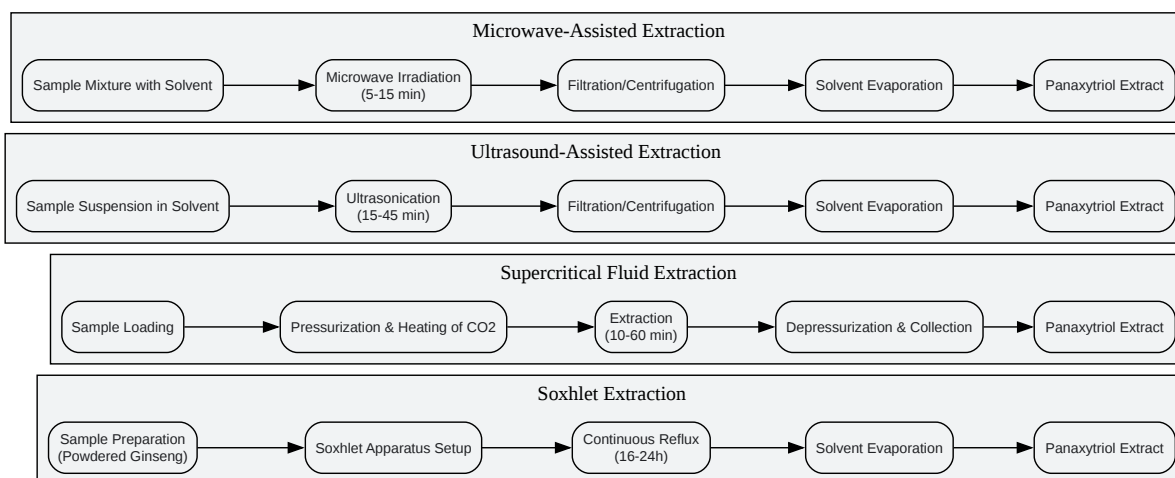 Microwave-Assisted Extraction
Sample Mixture with Solvent
Microwave Irradiation
(5-15 min)
Filtration/Centrifugation
Solvent Evaporation
Panaxytriol Extract
Ultrasound-Assisted Extraction
Sample Suspension in Solvent
Ultrasonication
(15-45 min)
Filtration/Centrifugation
Solvent Evaporation
Panaxytriol Extract
Supercritical Fluid Extraction
Sample Loading
Pressurization & Heating of CO2
Extraction
(10-60 min)
Depressurization & Collection
Panaxytriol Extract
Soxhlet Extraction
Sample Preparation
(Powdered Ginseng)
Soxhlet Apparatus Setup
Continuous Reflux
(16-24h)
Solvent Evaporation
Panaxytriol Extract